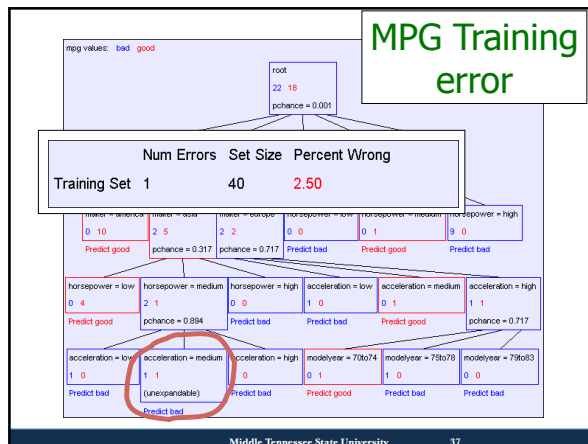 MPG Training
error
mpg values: bad good
root
22 18
pchance = 0.001
Num Errors Set Size Percent Wrong
Training Set 1 40 2.50
maker = america maker = asia maker = europe horsepower = low horsepower = medium horsepower = high
0 10 2 5 2 2 0 0 0 1 9 0
Predict good pchance = 0.317 pchance = 0.717 Predict bad Predict good Predict bad
horsepower = low horsepower = medium horsepower = high acceleration = low acceleration = medium acceleration = high
0 4 2 1 0 0 1 0 0 1 1 1
Predict good pchance = 0.894 Predict bad Predict bad Predict good pchance = 0.717
acceleration = low acceleration = medium acceleration = high modelyear = 70to74 modelyear = 75to78 modelyear = 79to83
1 0 1 1 0 0 1 1 0 0 0
Predict bad (unexpandable) Predict bad Predict good Predict bad Predict bad
Predict bad
Middle Tennessee State University 37